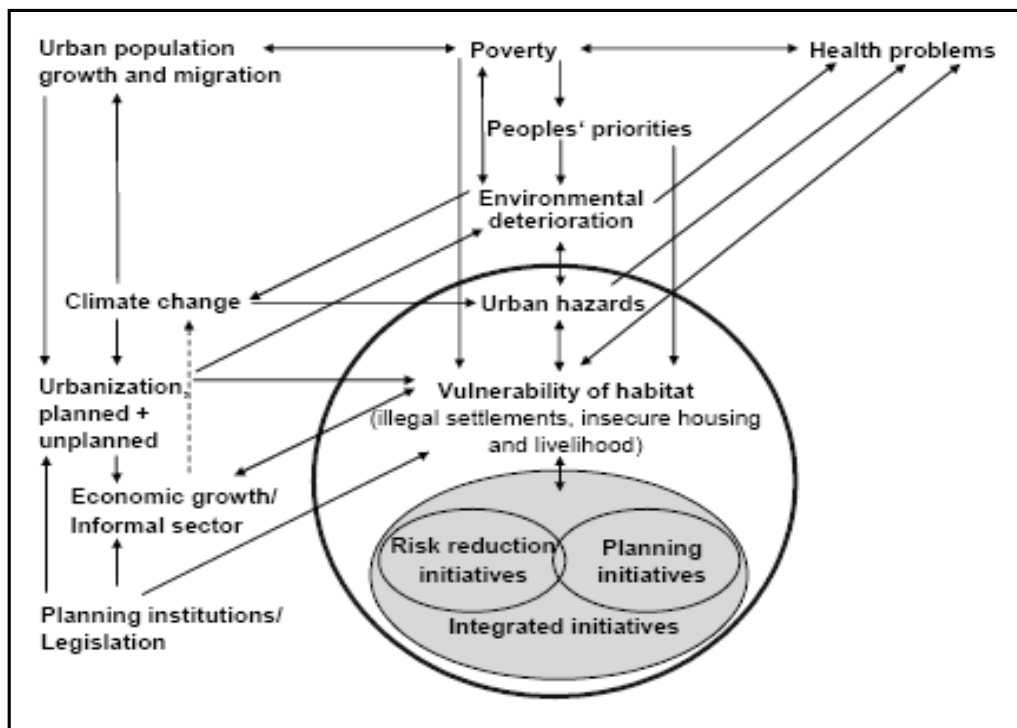 Urban population
growth and migration
Poverty
Health problems
Peoples‘ priorities
Environmental
deterioration
Climate change
Urban hazards
Urbanization,
planned +
unplanned
Vulnerability of habitat
(illegal settlements, insecure housing
and livelihood)
Economic growth/
Informal sector
Risk reduction
initiatives
Planning
initiatives
Integrated initiatives
Planning institutions/
Legislation